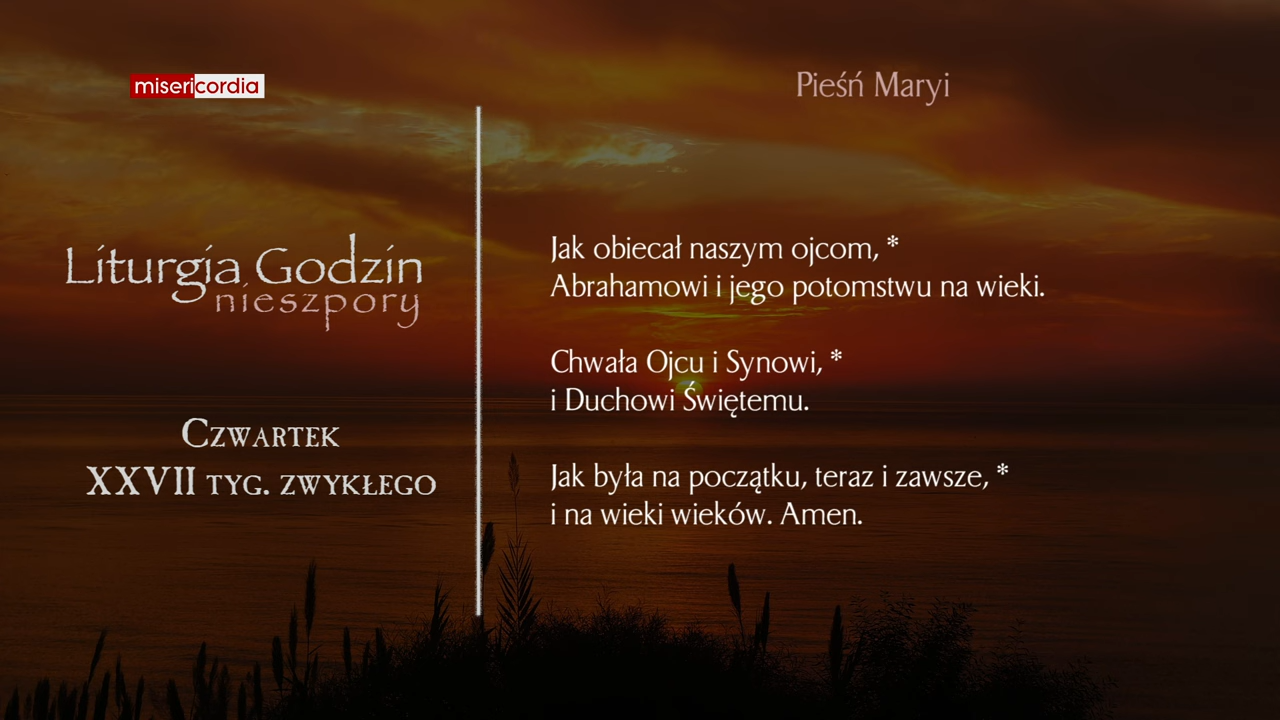 misericordia
Liturgia Godzin
nieszpory
Czwartek
XXVII tyg. zwykłego
Pieśń Maryi
Jak obiecał naszym ojcom, *
Abrahamowi i jego potomstwu na wieki.
Chwała Ojcu i Synowi, *
i Duchowi Świętemu.
Jak była na początku, teraz i zawsze, *
i na wieki wieków. Amen.